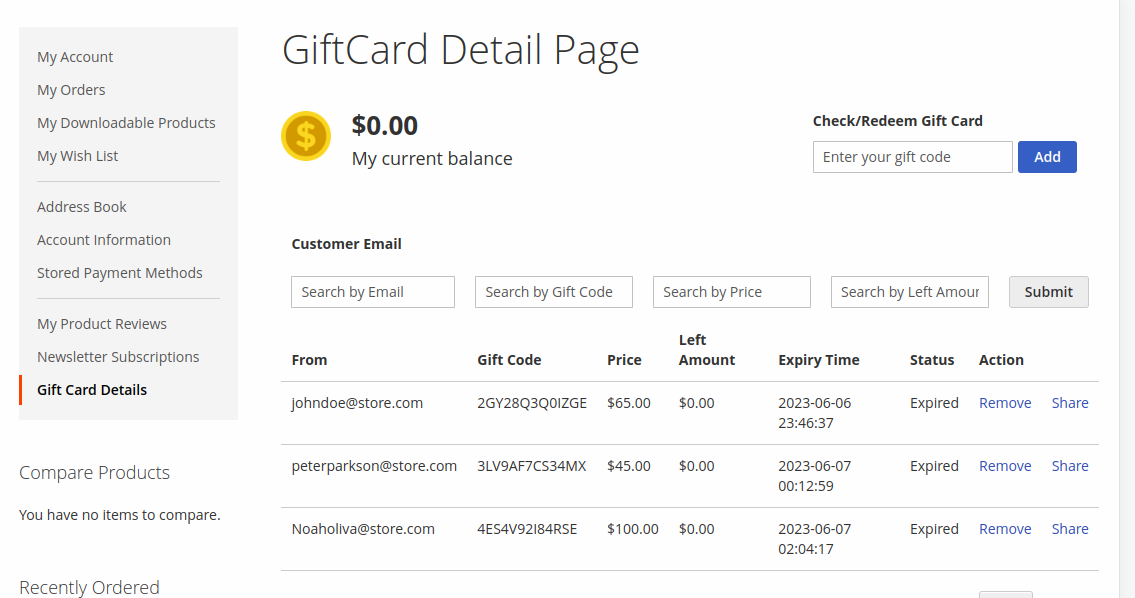 My Account
My Orders
My Downloadable Products
My Wish List
Address Book
Account Information
Stored Payment Methods
My Product Reviews
Newsletter Subscriptions
Gift Card Details
Compare Products
You have no items to compare.
Recently Ordered
GiftCard Detail Page
$
$0.00
My current balance
Check/Redeem Gift Card
Enter your gift code Add
Customer Email
Search by Email Search by Gift Code Search by Price Search by Left Amour Submit
From Gift Code Price Left Amount Expiry Time Status Action
johndoe@store.com 2GY28Q3Q0IZGE $65.00 $0.00 2023-06-06 23:46:37 Expired Remove Share
peterparkson@store.com 3LV9AF7CS34MX $45.00 $0.00 2023-06-07 00:12:59 Expired Remove Share
Noaholiva@store.com 4ES4V92I84RSE $100.00 $0.00 2023-06-07 02:04:17 Expired Remove Share